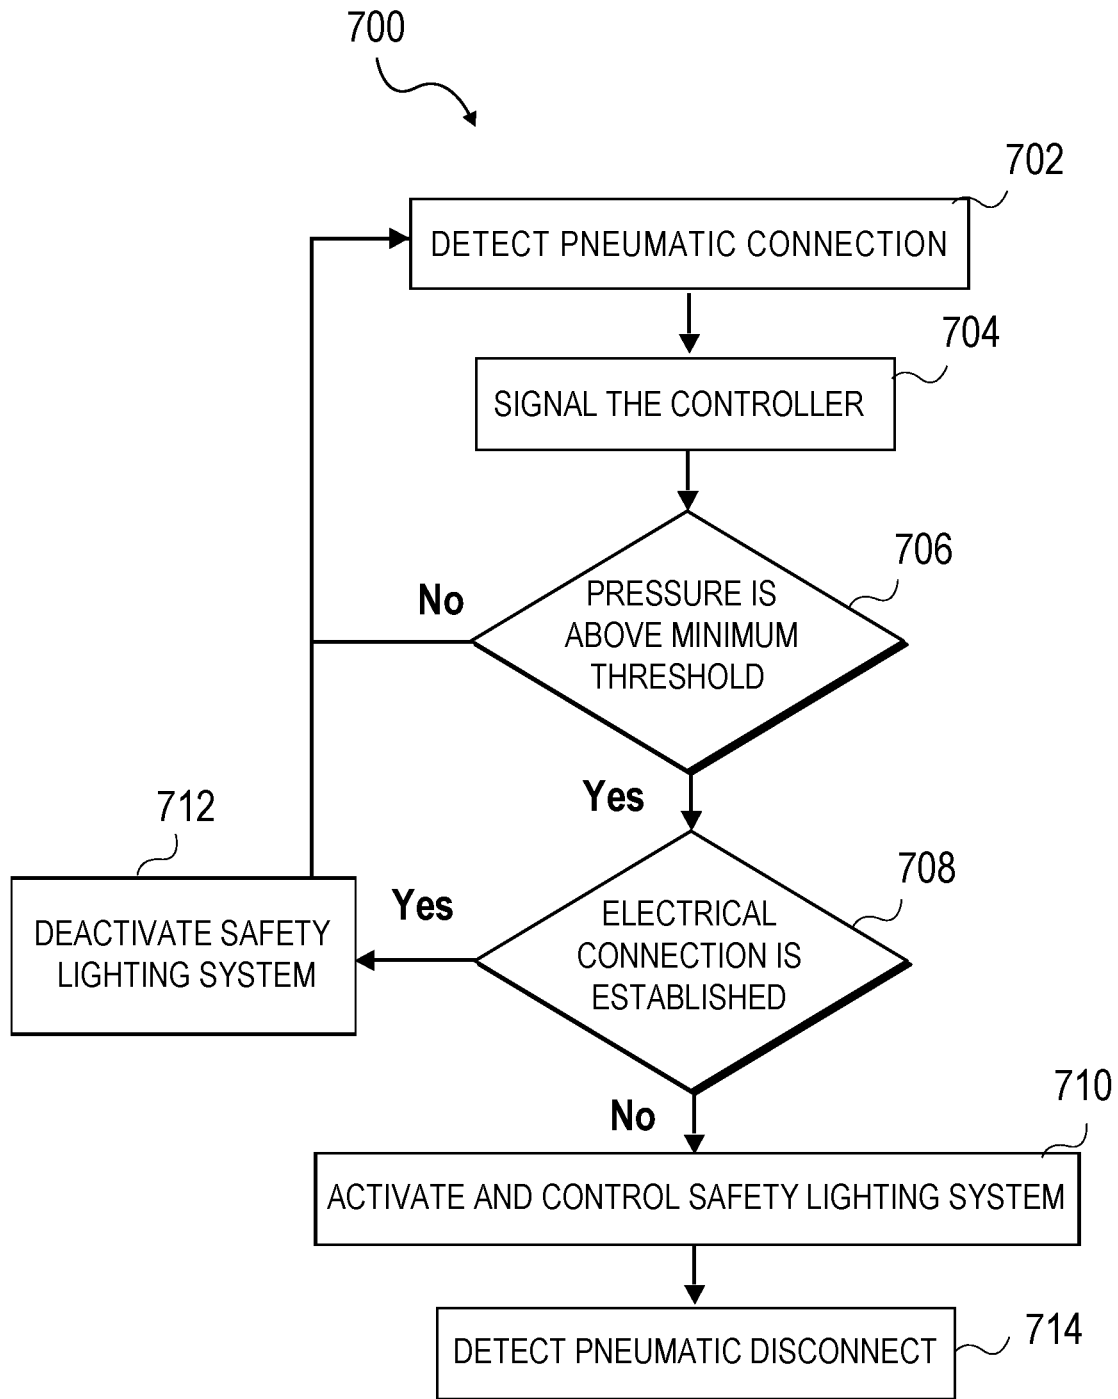 700
702
DETECT PNEUMATIC CONNECTION
704
SIGNAL THE CONTROLLER
706
PRESSURE IS
ABOVE MINIMUM
THRESHOLD
No
Yes
712
708
DEACTIVATE SAFETY
LIGHTING SYSTEM
Yes
ELECTRICAL
CONNECTION IS
ESTABLISHED
No
710
ACTIVATE AND CONTROL SAFETY LIGHTING SYSTEM
DETECT PNEUMATIC DISCONNECT
714